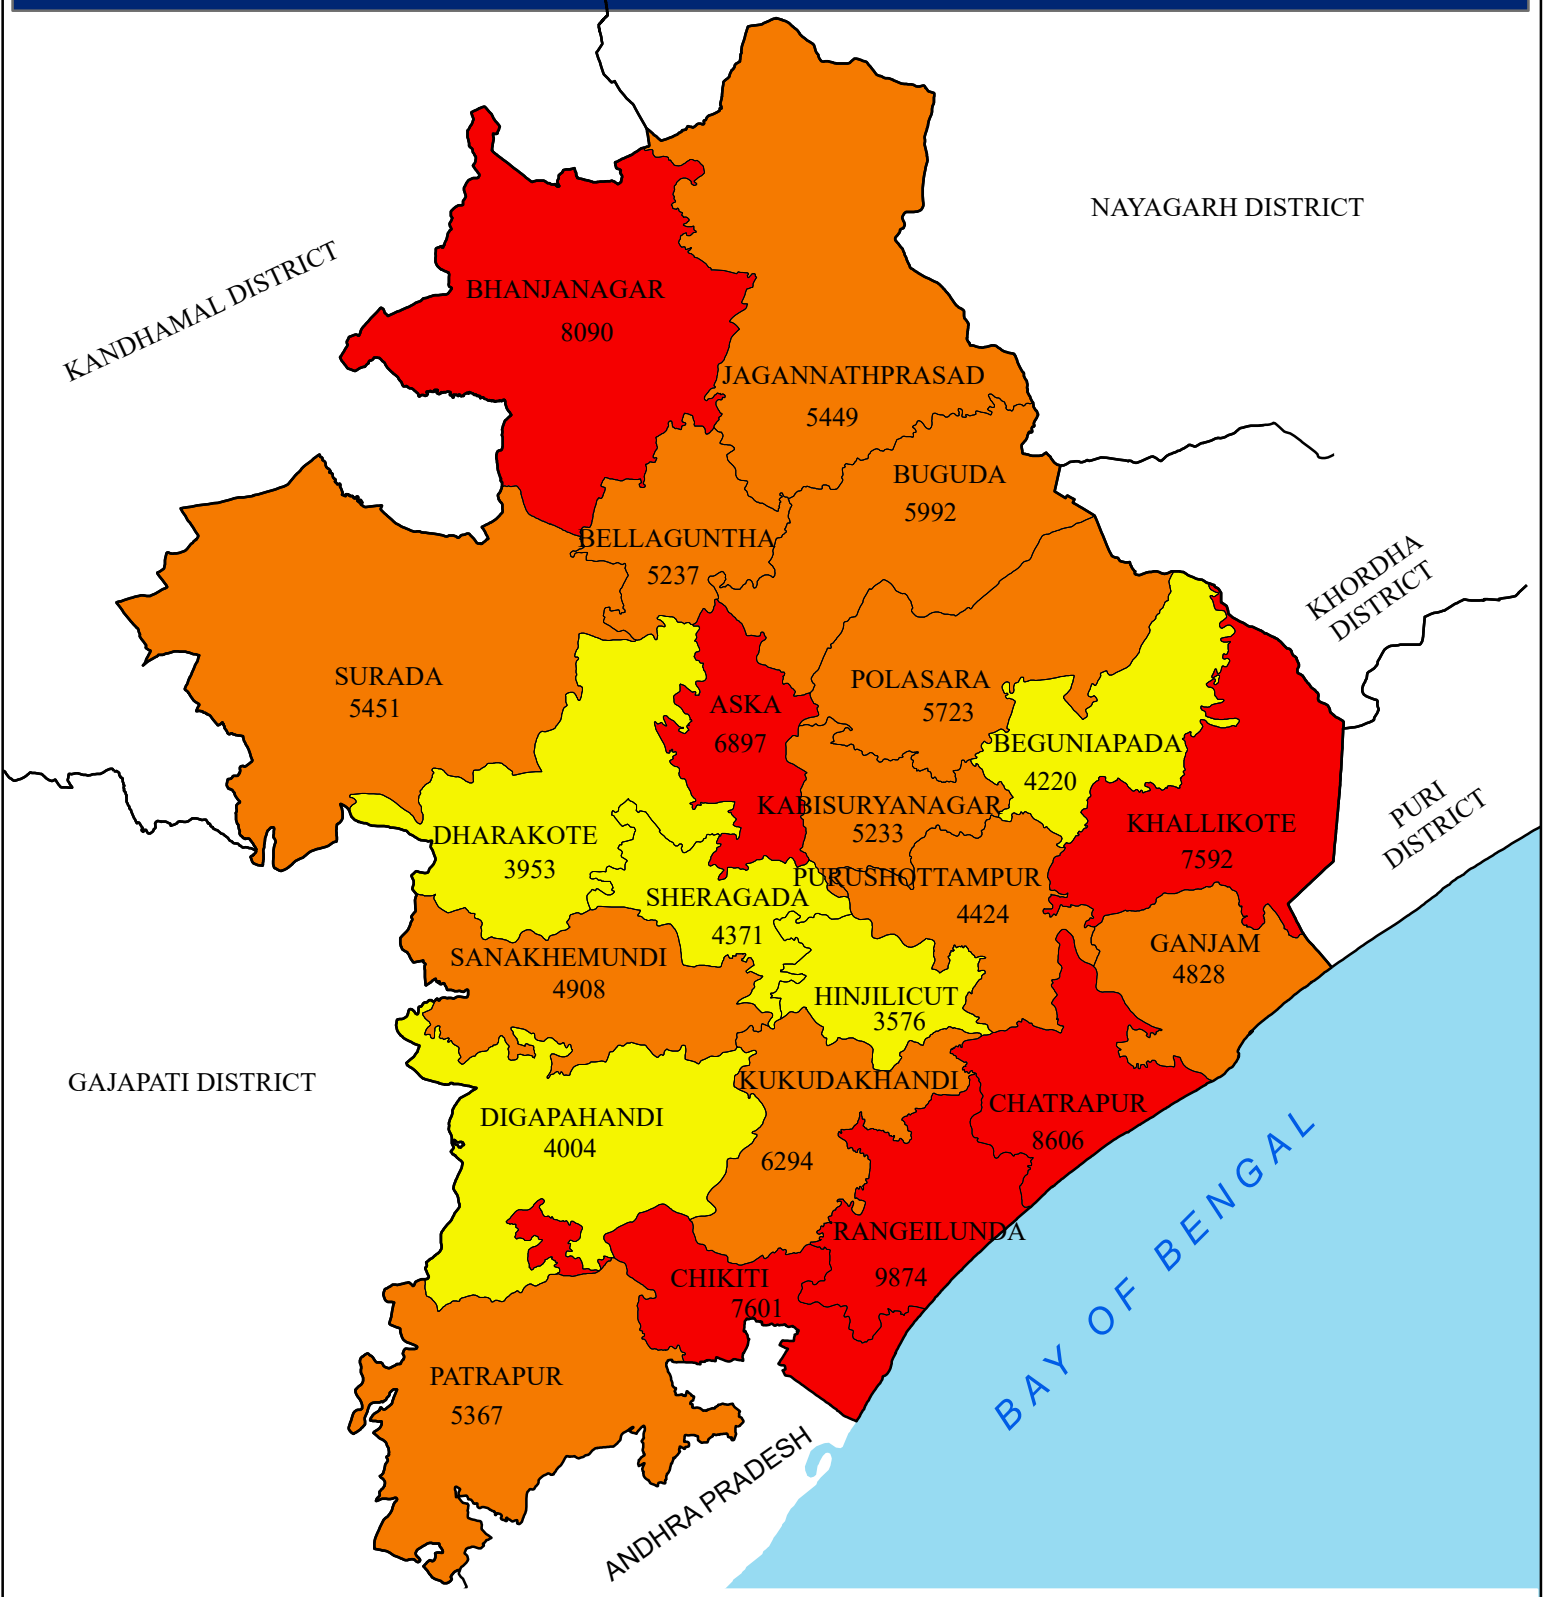 NAYAGARH DISTRICT
KANDHAMAL DISTRICT
BHANJANAGAR
8090
JAGANNATHPRASAD
5449
BUGUDA
5992
BELLAGUNTHA
5237
KHORDHA
DISTRICT
SURADA
5451
POLASARA
5723
ASKA
6897
BEGUNIAPADA
4220
KABISURYANAGAR
5233
PURI
DISTRICT
DHARAKOTE
3953
KHALLIKOTE
7592
PURUSHOTTAMPUR
4424
SHERAGADA
4371
SANAKHEMUNDI
4908
GANJAM
4828
HINJILICUT
3576
GAJAPATI DISTRICT
KUKUDAKHANDI
6294
DIGAPAHANDI
4004
CHATRAPUR
8606
RANGEILUNDA
9874
CHIKITI
7601
BAY OF BENGAL
PATRAPUR
5367
ANDHRA PRADESH